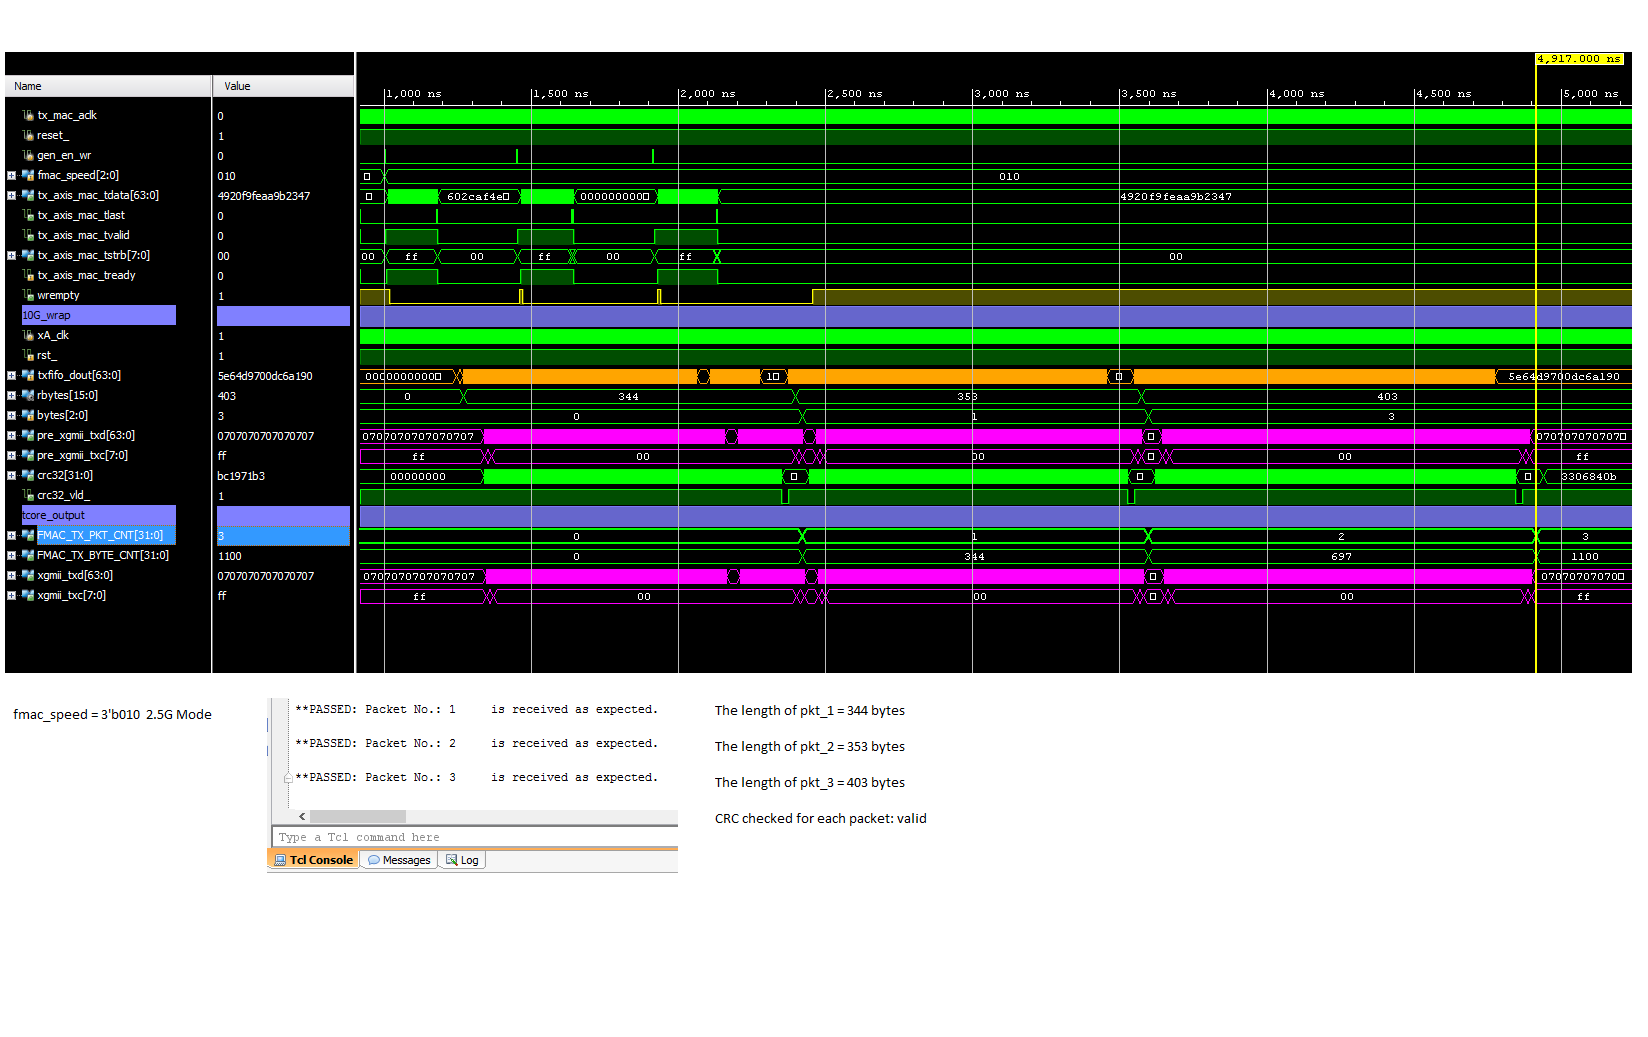 4,917.000 ns
Name Value
1,000 ns 1,500 ns 2,000 ns 2,500 ns 3,000 ns 3,500 ns 4,000 ns 4,500 ns 5,000 ns
tx_mac_aclk 0
reset_ 1
gen_en_wr 0
fmac_speed[2:0] 010 010
tx_axis_mac_tdata[63:0] 4920f9feaa9b2347 602caf4e 000000000 4920f9feaa9b2347
tx_axis_mac_tlast 0
tx_axis_mac_tvalid 0
tx_axis_mac_tstrb[7:0] 00 00 ff 00 ff 00 ff 00
tx_axis_mac_tready 0
wrempty 1
10G_wrap
xA_clk 1
rst_ 1
txfifo_dout[63:0] 5e64d9700dc6a190 0000000000 1 5e64d9700dc6a190
rbytes[15:0] 403 0 344 353 403
bytes[2:0] 3 0 1 3
pre_xgmii_txd[63:0] 0707070707070707 0707070707070707 0707070707070
pre_xgmii_txc[7:0] ff ff 00 00 00 ff
crc32[31:0] bc1971b3 00000000 3306840b
crc32_vld_ 1
tcore_output
FMAC_TX_PKT_CNT[31:0] 3 0 1 2 3
FMAC_TX_BYTE_CNT[31:0] 1100 0 344 697 1100
xgmii_txd[63:0] 0707070707070707 0707070707070707 07070707070
xgmii_txc[7:0] ff ff 00 00 00 ff
fmac_speed = 3'b010 2.5G Mode
**PASSED: Packet No.: 1 is received as expected.
**PASSED: Packet No.: 2 is received as expected.
**PASSED: Packet No.: 3 is received as expected.
Type a Tcl command here
Tcl Console Messages Log
The length of pkt_1 = 344 bytes
The length of pkt_2 = 353 bytes
The length of pkt_3 = 403 bytes
CRC checked for each packet: valid